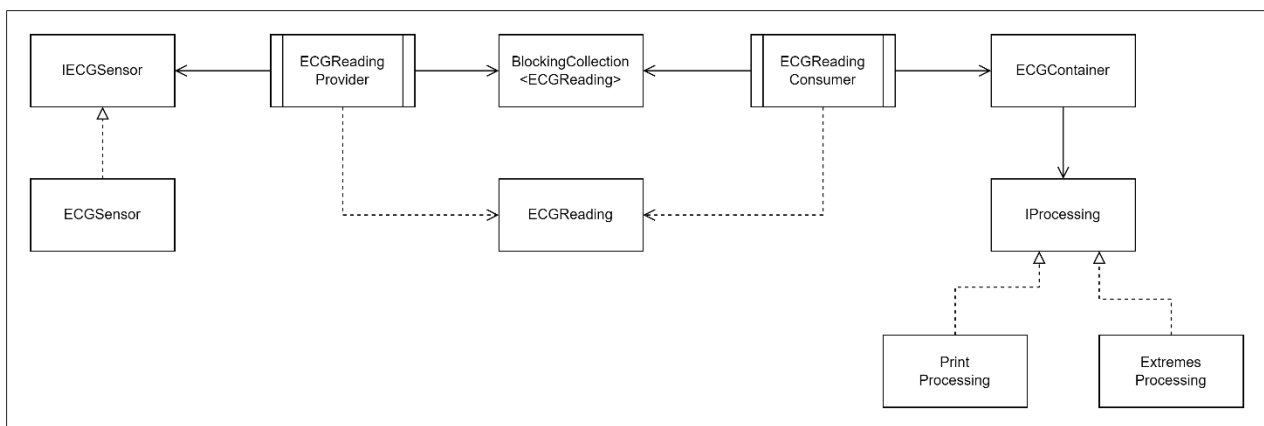 IECGSensor
ECGReading
Provider
BlockingCollection
<ECGReading>
ECGReading
Consumer
ECGContainer
ECGSensor
ECGReading
IProcessing
Print
Processing
Extremes
Processing